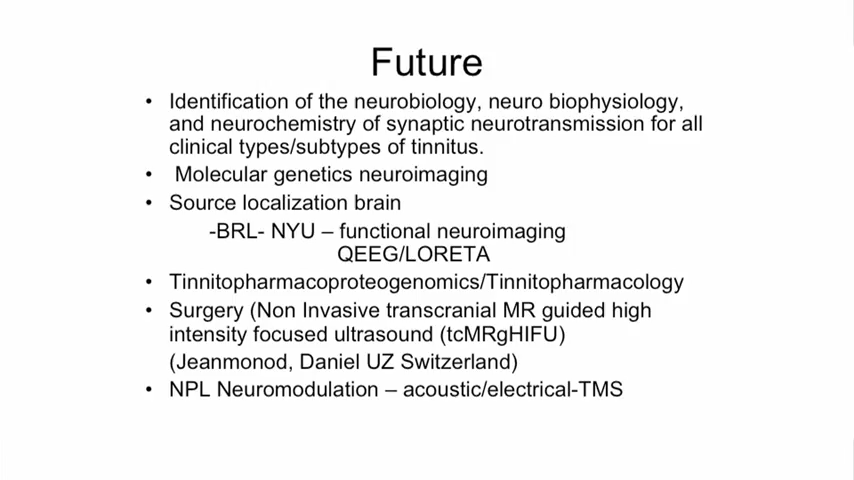 Future
• Identification of the neurobiology, neuro biophysiology,
and neurochemistry of synaptic neurotransmission for all
clinical types/subtypes of tinnitus.
• Molecular genetics neuroimaging
• Source localization brain
-BRL- NYU – functional neuroimaging
QEEG/LORETA
• Tinnitopharmacoproteogenomics/Tinnitopharmacology
• Surgery (Non Invasive transcranial MR guided high
intensity focused ultrasound (tcMRgHIFU)
(Jeanmonod, Daniel UZ Switzerland)
• NPL Neuromodulation – acoustic/electrical-TMS